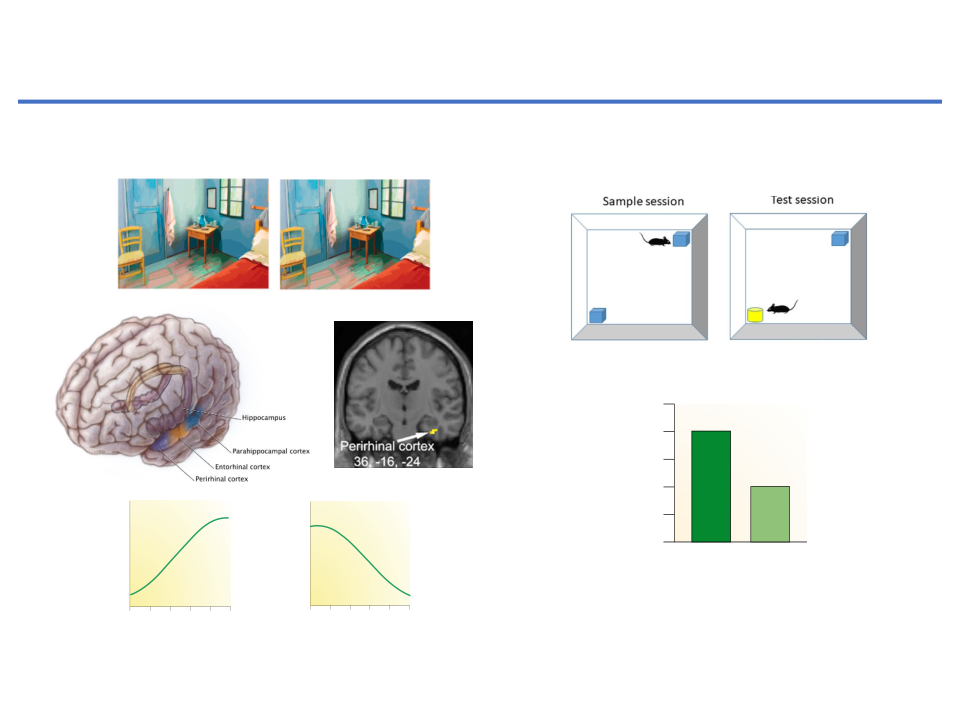 Sample session
Test session
Hippocampus
Parahippocampal cortex
Entorhinal cortex
Perirhinal cortex
Perirhinal cortex
36, -16, -24